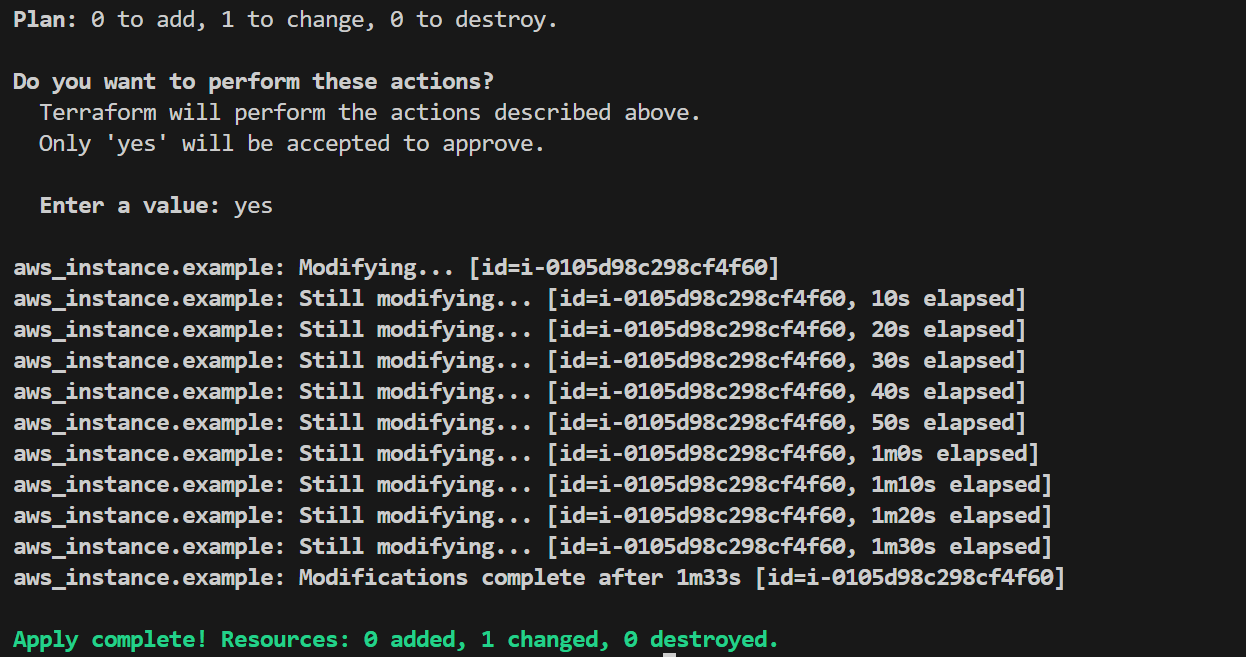 Plan: 0 to add, 1 to change, 0 to destroy.
Do you want to perform these actions?
Terraform will perform the actions described above.
Only 'yes' will be accepted to approve.
Enter a value: yes
aws_instance.example: Modifying... [id=i-0105d98c298cf4f60]
aws_instance.example: Still modifying... [id=i-0105d98c298cf4f60, 10s elapsed]
aws_instance.example: Still modifying... [id=i-0105d98c298cf4f60, 20s elapsed]
aws_instance.example: Still modifying... [id=i-0105d98c298cf4f60, 30s elapsed]
aws_instance.example: Still modifying... [id=i-0105d98c298cf4f60, 40s elapsed]
aws_instance.example: Still modifying... [id=i-0105d98c298cf4f60, 50s elapsed]
aws_instance.example: Still modifying... [id=i-0105d98c298cf4f60, 1m0s elapsed]
aws_instance.example: Still modifying... [id=i-0105d98c298cf4f60, 1m10s elapsed]
aws_instance.example: Still modifying... [id=i-0105d98c298cf4f60, 1m20s elapsed]
aws_instance.example: Still modifying... [id=i-0105d98c298cf4f60, 1m30s elapsed]
aws_instance.example: Modifications complete after 1m33s [id=i-0105d98c298cf4f60]
Apply complete! Resources: 0 added, 1 changed, 0 destroyed.